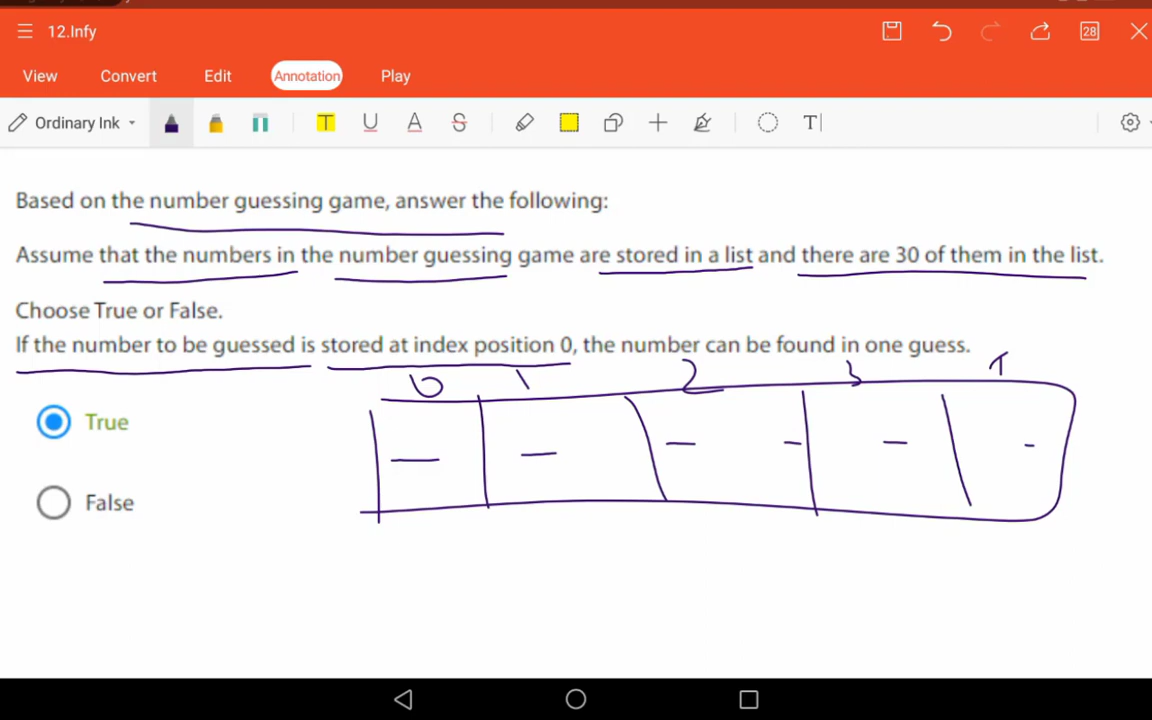 12.Infy
28
View Convert Edit Annotation Play
Ordinary Ink T U A S T
Based on the number guessing game, answer the following:
Assume that the numbers in the number guessing game are stored in a list and there are 30 of them in the list.
Choose True or False.
If the number to be guessed is stored at index position 0, the number can be found in one guess.
0 1 2 3
True
False